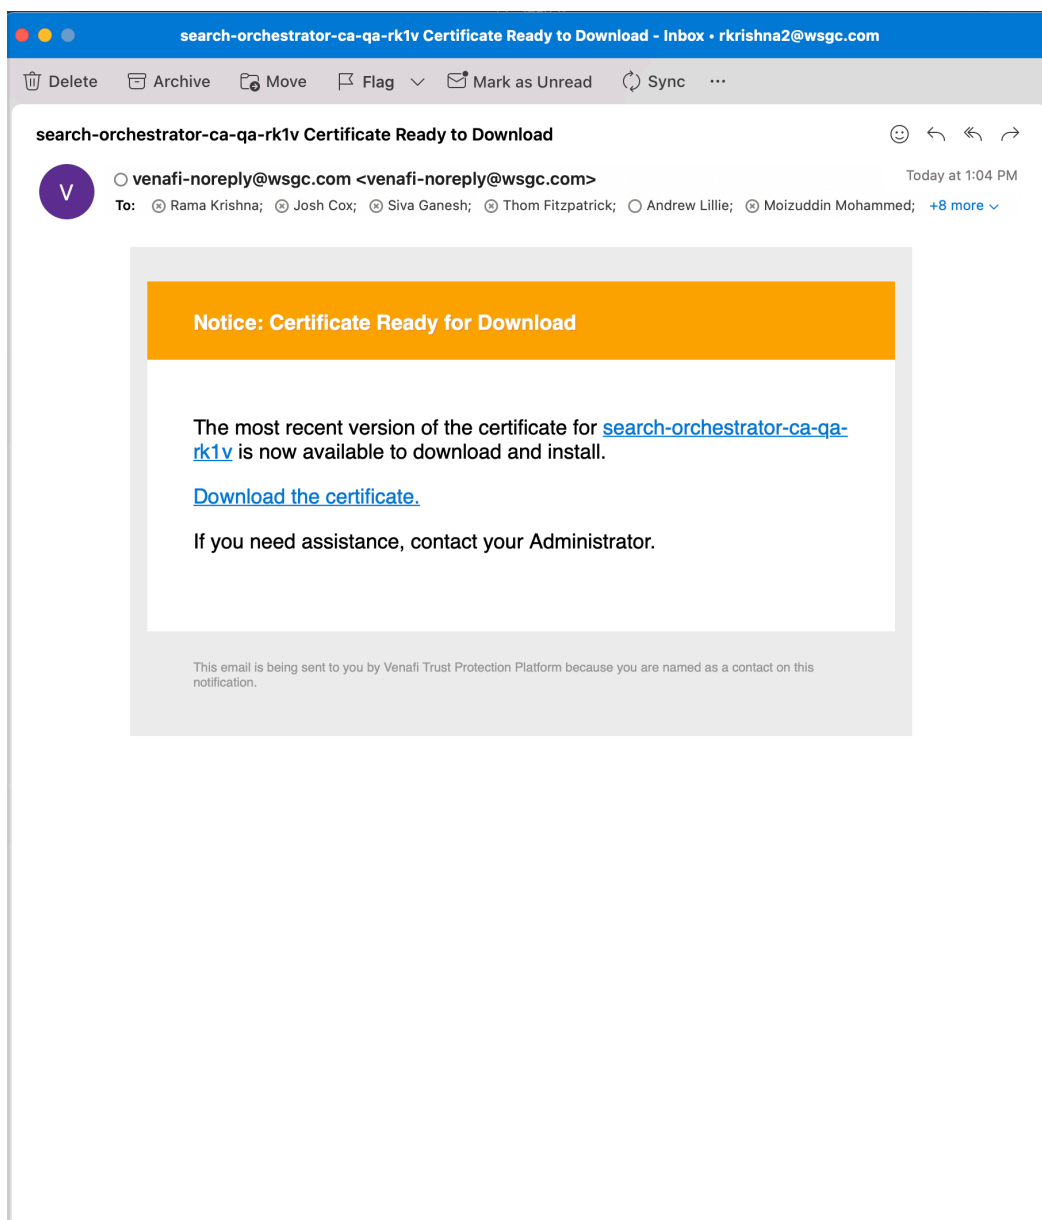 search-orchestrator-ca-qa-rk1v Certificate Ready to Download - Inbox • rkrishna2@wsgc.com
Delete Archive Move Flag Mark as Unread Sync ...
search-orchestrator-ca-qa-rk1v Certificate Ready to Download
V
venafi-noreply@wsgc.com <venafi-noreply@wsgc.com>
Today at 1:04 PM
To: Rama Krishna; Josh Cox; Siva Ganesh; Thom Fitzpatrick; Andrew Lillie; Moizuddin Mohammed; +8 more
Notice: Certificate Ready for Download
The most recent version of the certificate for search-orchestrator-ca-qa-
rk1v is now available to download and install.
Download the certificate.
If you need assistance, contact your Administrator.
This email is being sent to you by Venafi Trust Protection Platform because you are named as a contact on this
notification.